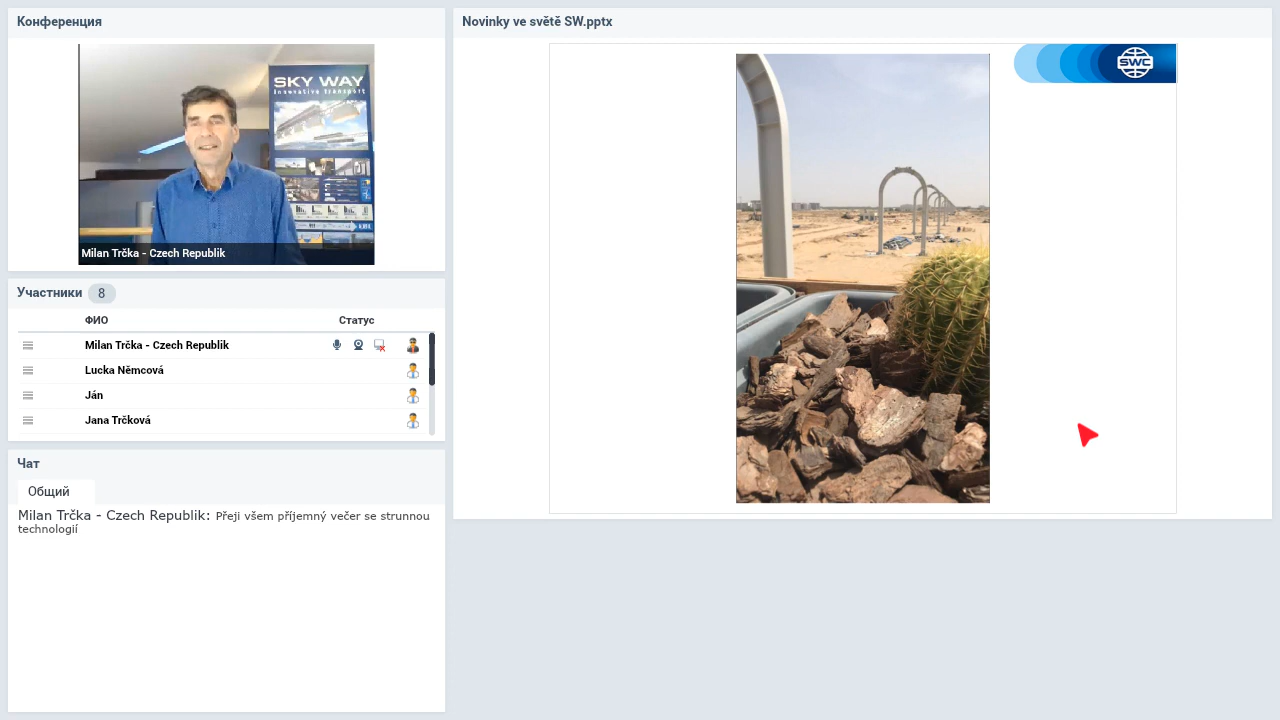 Конференция
SKY WAY
Innovative transport
Milan Trčka - Czech Republik
Участники 8
ФИО Статус
Milan Trčka - Czech Republik
Lucka Němcová
Ján
Jana Trčková
Чат
Общий
Milan Trčka - Czech Republik: Přeji všem příjemný večer se strunnou
technologií
Novinky ve světě SW.pptx
SWC